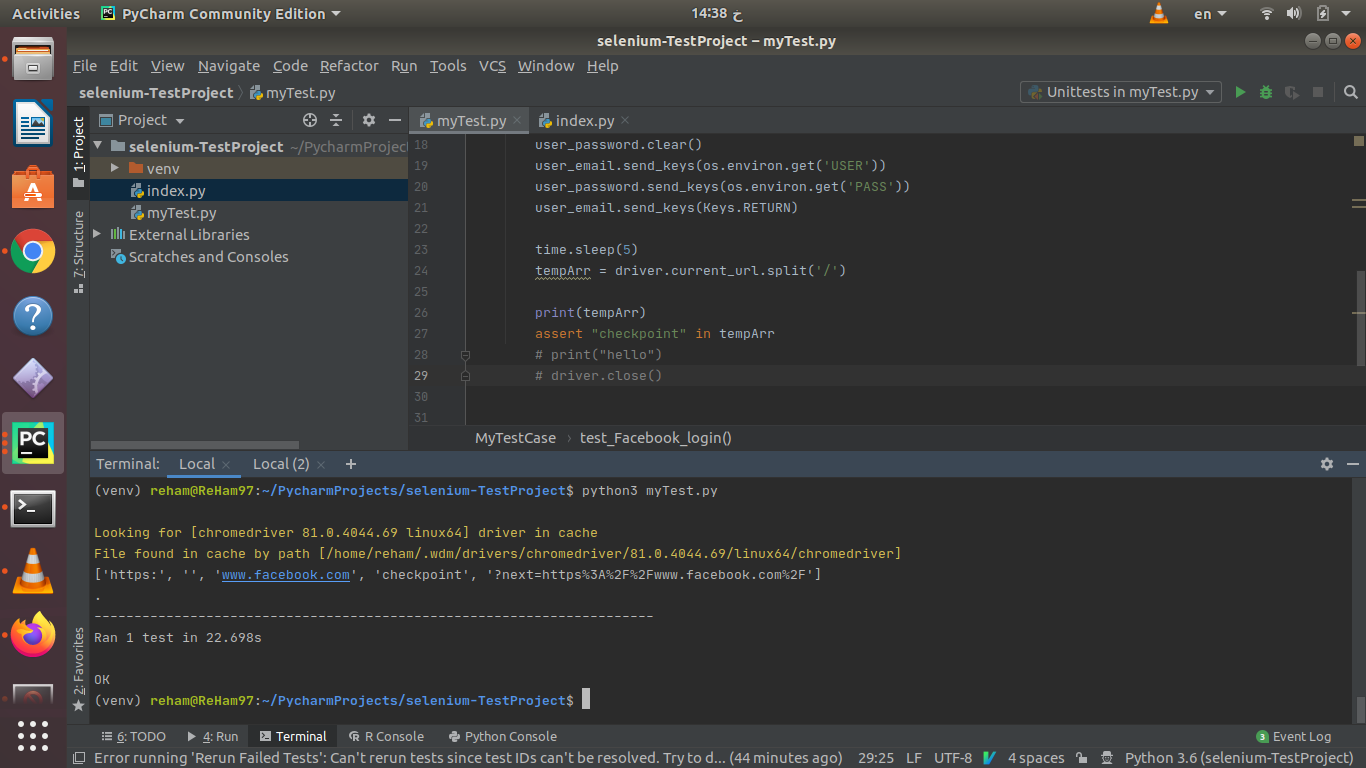 Activities PyCharm Community Edition 14:38 خ en
selenium-TestProject – myTest.py
File Edit View Navigate Code Refactor Run Tools VCS Window Help
selenium-TestProject myTest.py Unittests in myTest.py
1: Project
7: Structure
2: Favorites
Project
selenium-TestProject ~/PycharmProject
venv
index.py
myTest.py
External Libraries
Scratches and Consoles
myTest.py index.py
18 user_password.clear()
19 user_email.send_keys(os.environ.get('USER'))
20 user_password.send_keys(os.environ.get('PASS'))
21 user_email.send_keys(Keys.RETURN)
22
23 time.sleep(5)
24 tempArr = driver.current_url.split('/')
25
26 print(tempArr)
27 assert "checkpoint" in tempArr
28 # print("hello")
29 # driver.close()
30
31
MyTestCase › test_Facebook_login()
Terminal: Local Local (2) +
(venv) reham@ReHam97:~/PycharmProjects/selenium-TestProject$ python3 myTest.py
Looking for [chromedriver 81.0.4044.69 linux64] driver in cache
File found in cache by path [/home/reham/.wdm/drivers/chromedriver/81.0.4044.69/linux64/chromedriver]
['https:', '', 'www.facebook.com', 'checkpoint', '?next=https%3A%2F%2Fwww.facebook.com%2F']
.
----------------------------------------------------------------------
Ran 1 test in 22.698s
OK
(venv) reham@ReHam97:~/PycharmProjects/selenium-TestProject$
6: TODO 4: Run Terminal R Console Python Console 3 Event Log
Error running 'Rerun Failed Tests': Can't rerun tests since test IDs can't be resolved. Try to d... (44 minutes ago) 29:25 LF UTF-8 4 spaces Python 3.6 (selenium-TestProject)